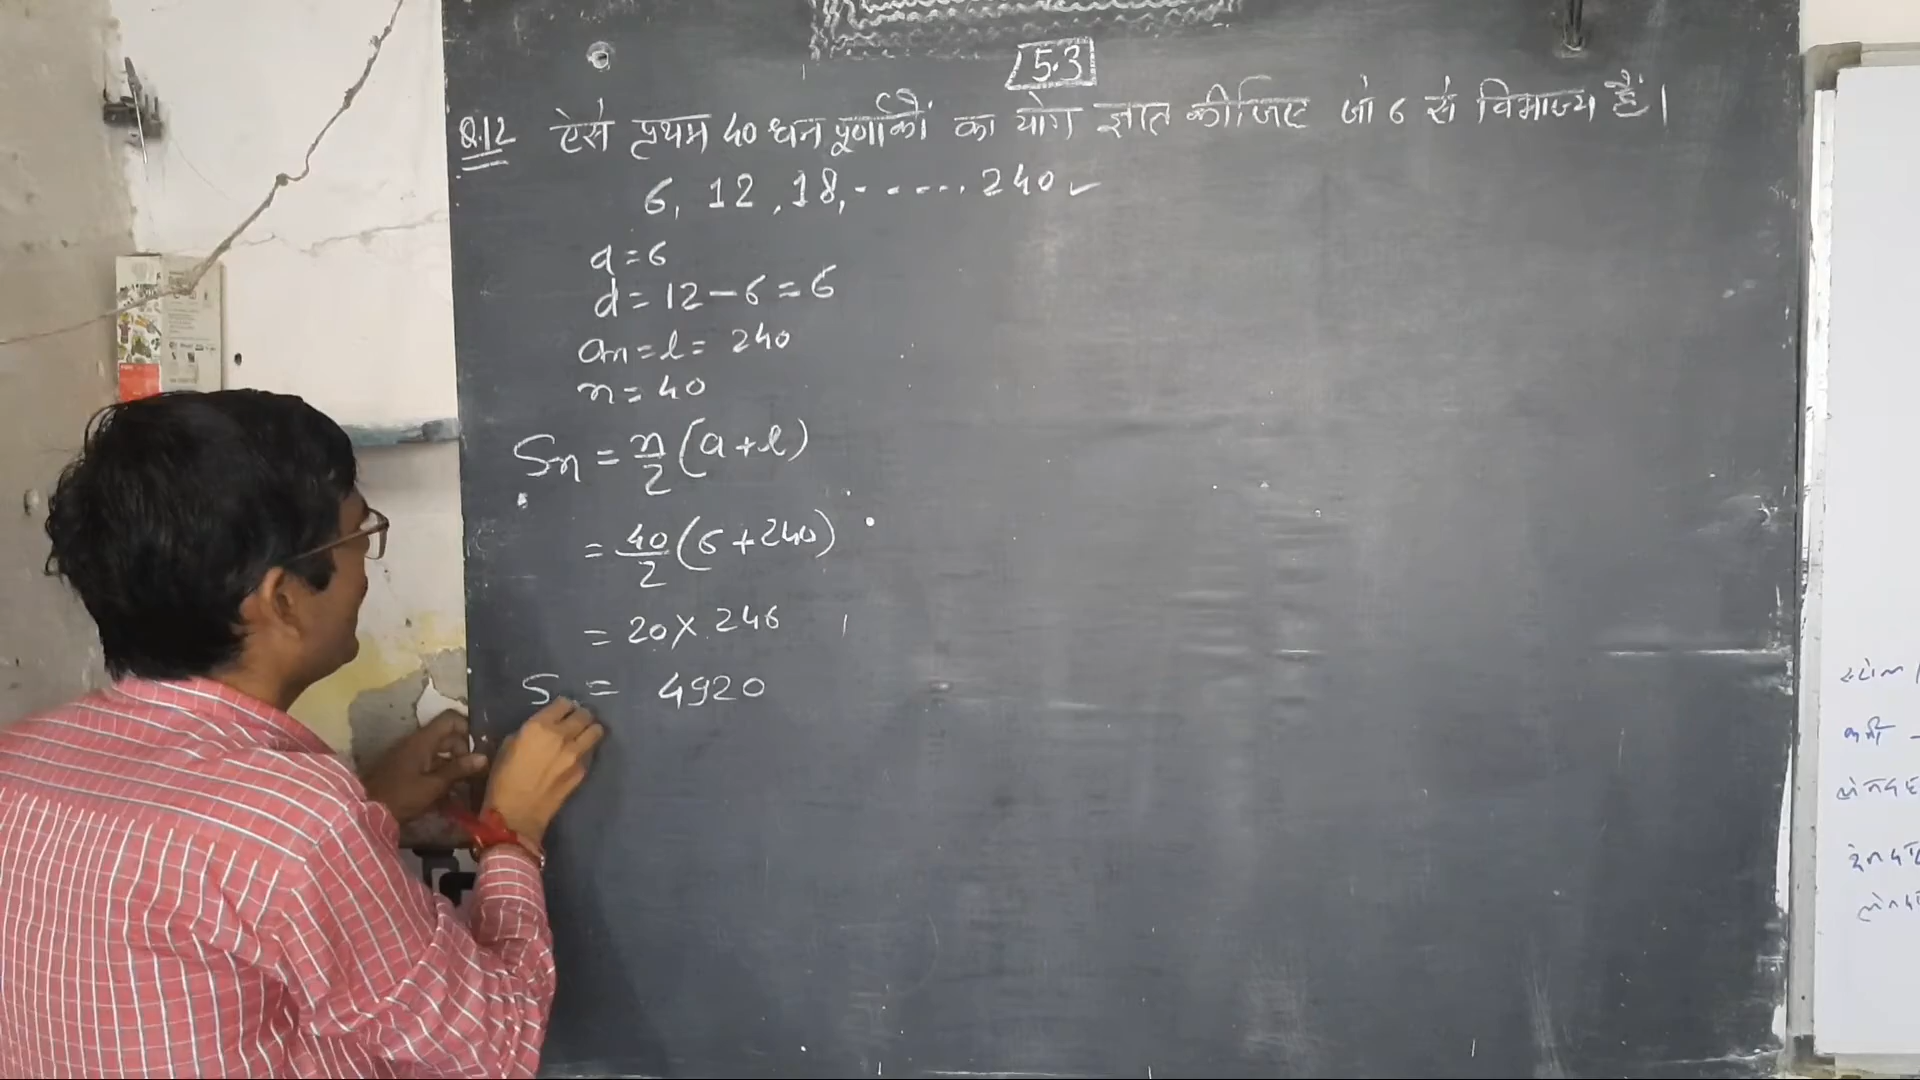 5.3
Q.12 ऐसे प्रथम 40 धन पूर्णांकों का योग ज्ञात कीजिए जो 6 से विभाज्य हैं।
6, 12, 18, ------ 240 ✓
a = 6
d = 12 - 6 = 6
an = l = 240
n = 40
Sn = n/2 (a + l)
= 40/2 (6 + 240)
= 20 × 246
S = 4920